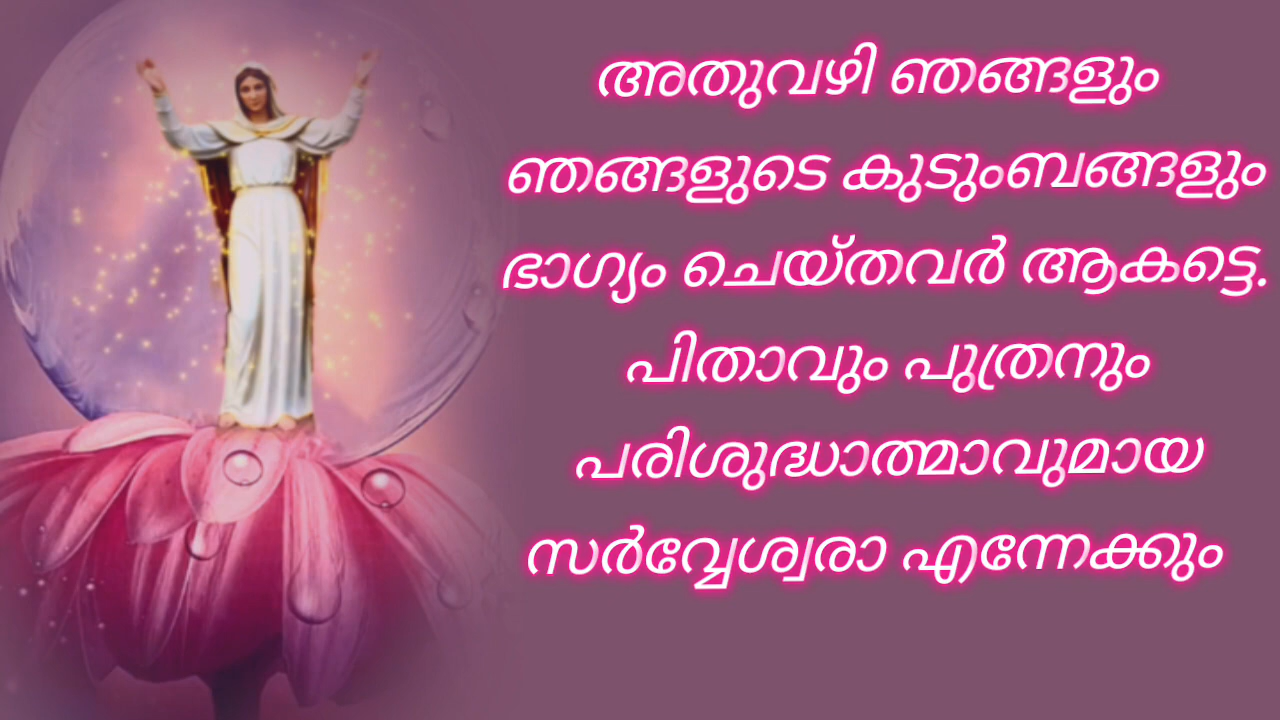 അതുവഴി ഞങ്ങളും
ഞങ്ങളുടെ കുടുംബങ്ങളും
ഭാഗ്യം ചെയ്തവർ ആകട്ടെ.
പിതാവും പുത്രനും
പരിശുദ്ധാത്മാവുമായ
സർവ്വേശ്വരാ എന്നേക്കും